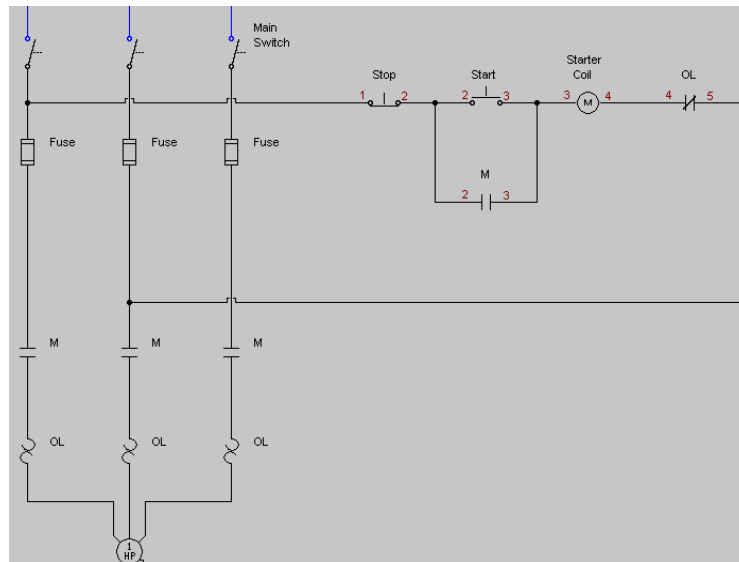 Main
Switch
Stop
Start
Starter
Coil
OL
1 2
2 3
3 M 4
4 5
Fuse
Fuse
Fuse
M
2 3
M
M
M
OL
OL
OL
1
HP